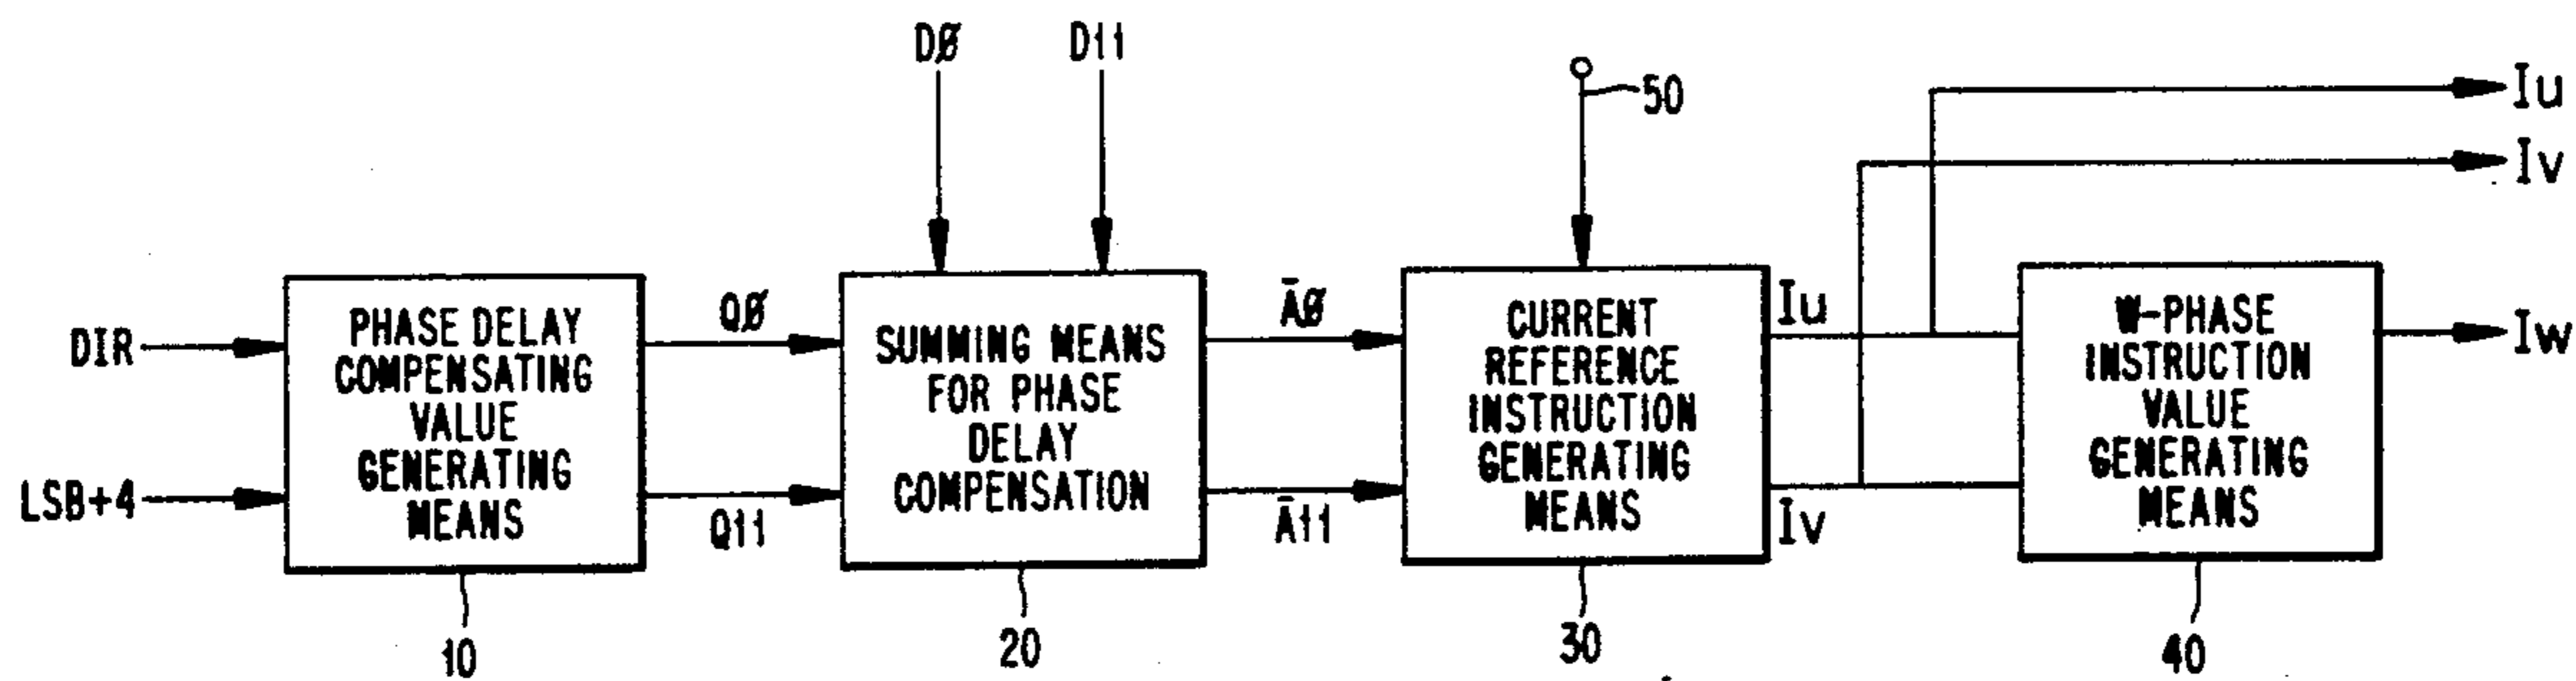 DØ
D11
50
Iu
Iv
DIR
LSB+4
PHASE DELAY
COMPENSATING
VALUE
GENERATING
MEANS
10
QØ
Q11
SUMMING MEANS
FOR PHASE
DELAY
COMPENSATION
20
ĀØ
Ā11
CURRENT
REFERENCE
INSTRUCTION
GENERATING
MEANS
30
Iu
Iv
W-PHASE
INSTRUCTION
VALUE
GENERATING
MEANS
40
Iw